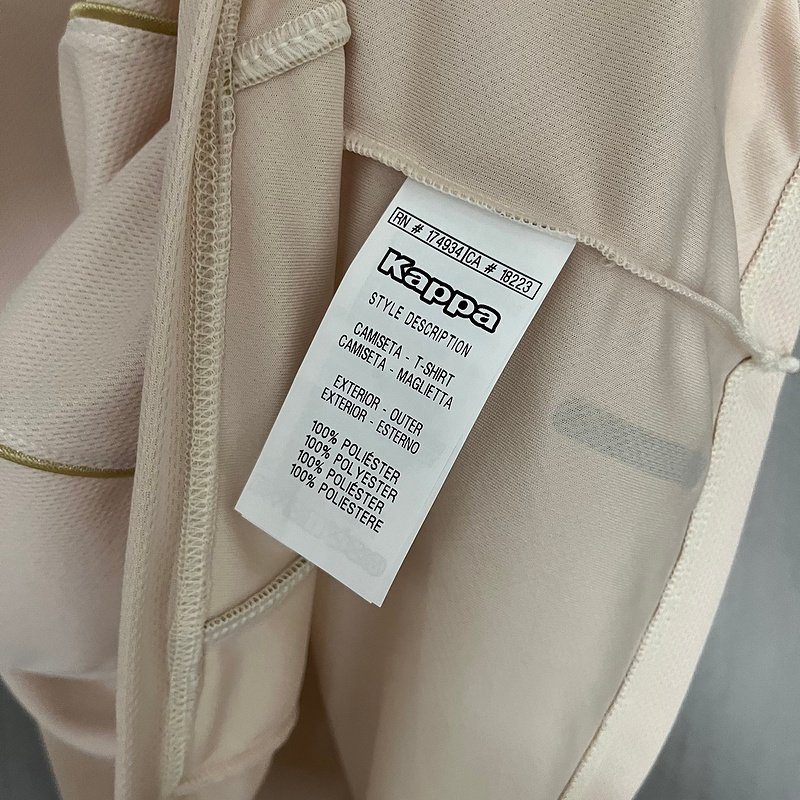 RN # 174934 CA # 18223
Kappa
STYLE DESCRIPTION
CAMISETA - T-SHIRT
CAMISETA - MAGLIETTA
EXTERIOR - OUTER
EXTERIOR - ESTERNO
100% POLIÉSTER
100% POLYESTER
100% POLIÉSTER
100% POLIESTERE